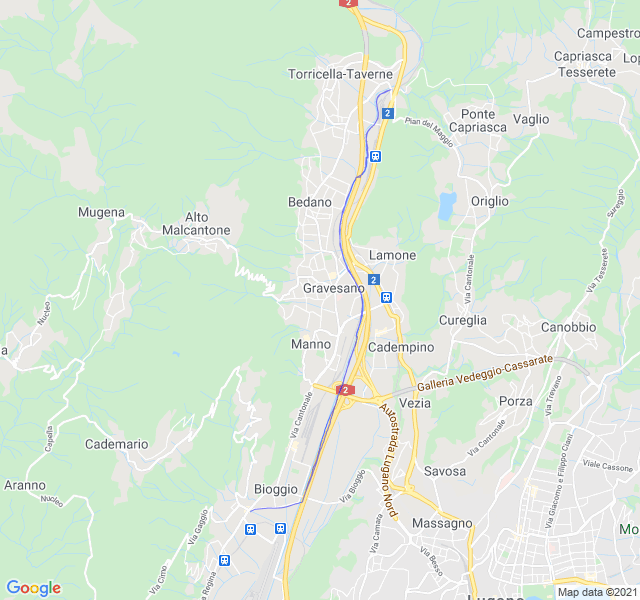 2
Campestro
Capriasca
Tesserete
Lop
Torricella-Taverne
2
Ponte
Capriasca
Vaglio
Pian del Maggio
Bedano
Origlio
Sureggio
Mugena
Alto
Malcantone
Lamone
Via Cantonale
Via Tesserete
2
Gravesano
Nucleo
Cureglia
Canobbio
Manno
Cadempino
a
Galleria Vedeggio-Cassarate
2
Via Cantonale
Vezia
Porza
Via Trevano
Autostrada Lugano Nord
Capella
Cademario
Via Cantonale
Via Giacomo e Filippo Ciani
Viale Cassone
Savosa
Aranno
Nucleo
Bioggio
Via Bioggio
Via Gaggio
Massagno
Mo
Via Camara
Via Besso
Via Cimo
Via Regina
Lugano
Google
Map data ©2021